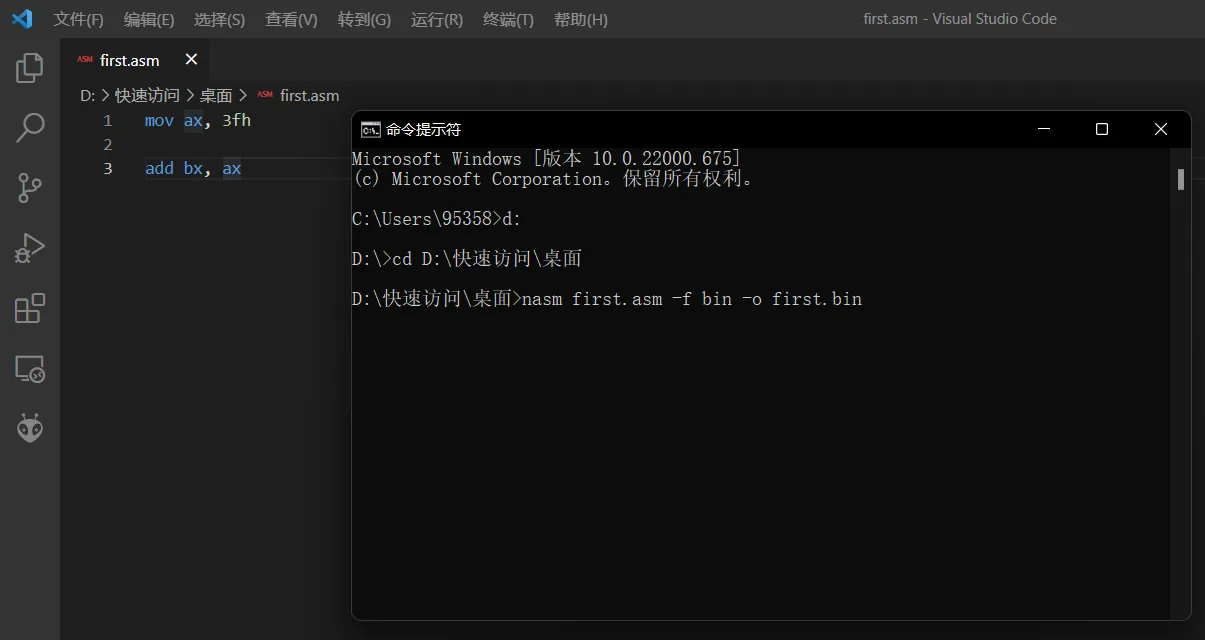 文件(F) 编辑(E) 选择(S) 查看(V) 转到(G) 运行(R) 终端(T) 帮助(H) first.asm - Visual Studio Code
ASM first.asm
D: > 快速访问 > 桌面 > ASM first.asm
1 mov ax, 3fh
2
3 add bx, ax
C:\. 命令提示符
Microsoft Windows [版本 10.0.22000.675]
(c) Microsoft Corporation。保留所有权利。
C:\Users\95358>d:
D:\>cd D:\快速访问\桌面
D:\快速访问\桌面>nasm first.asm -f bin -o first.bin